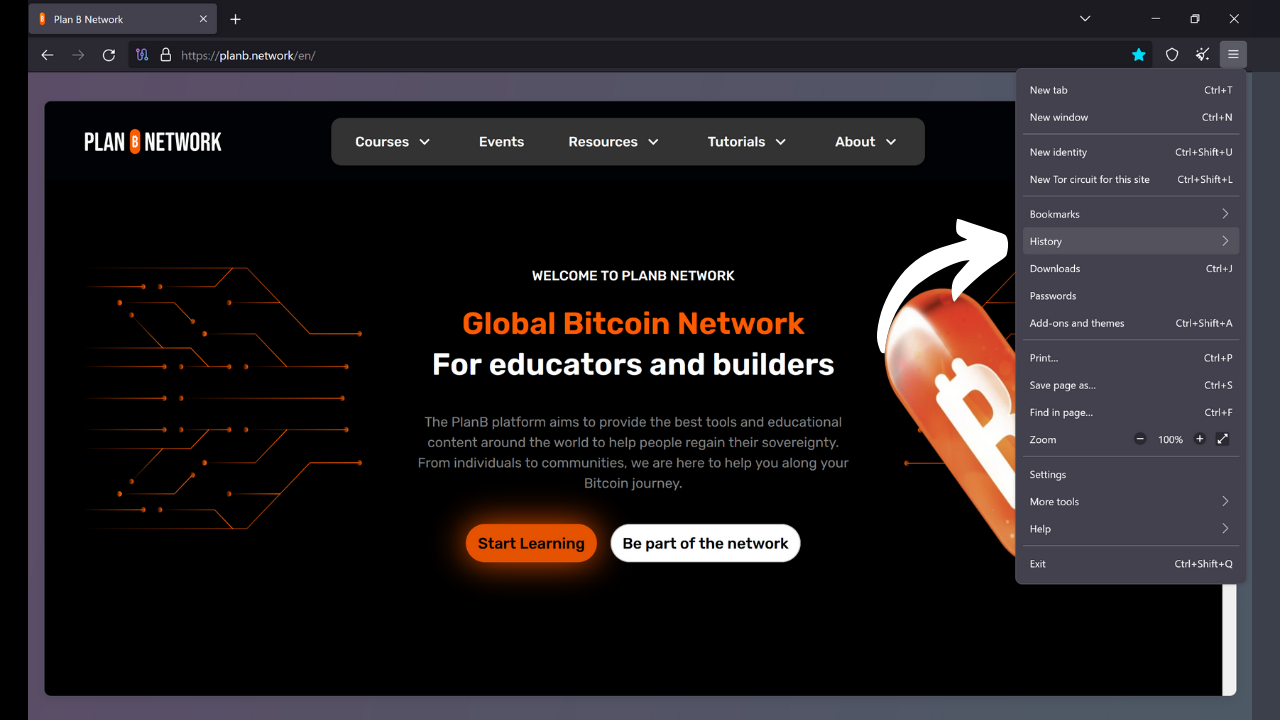 Plan B Network
https://planb.network/en/
PLAN B NETWORK
Courses
Events
Resources
Tutorials
About
WELCOME TO PLANB NETWORK
Global Bitcoin Network
For educators and builders
The PlanB platform aims to provide the best tools and educational
content around the world to help people regain their sovereignty.
From individuals to communities, we are here to help you along your
Bitcoin journey.
Start Learning
Be part of the network
New tab Ctrl+T
New window Ctrl+N
New identity Ctrl+Shift+U
New Tor circuit for this site Ctrl+Shift+L
Bookmarks
History
Downloads Ctrl+J
Passwords
Add-ons and themes Ctrl+Shift+A
Print... Ctrl+P
Save page as... Ctrl+S
Find in page... Ctrl+F
Zoom 100%
Settings
More tools
Help
Exit Ctrl+Shift+Q